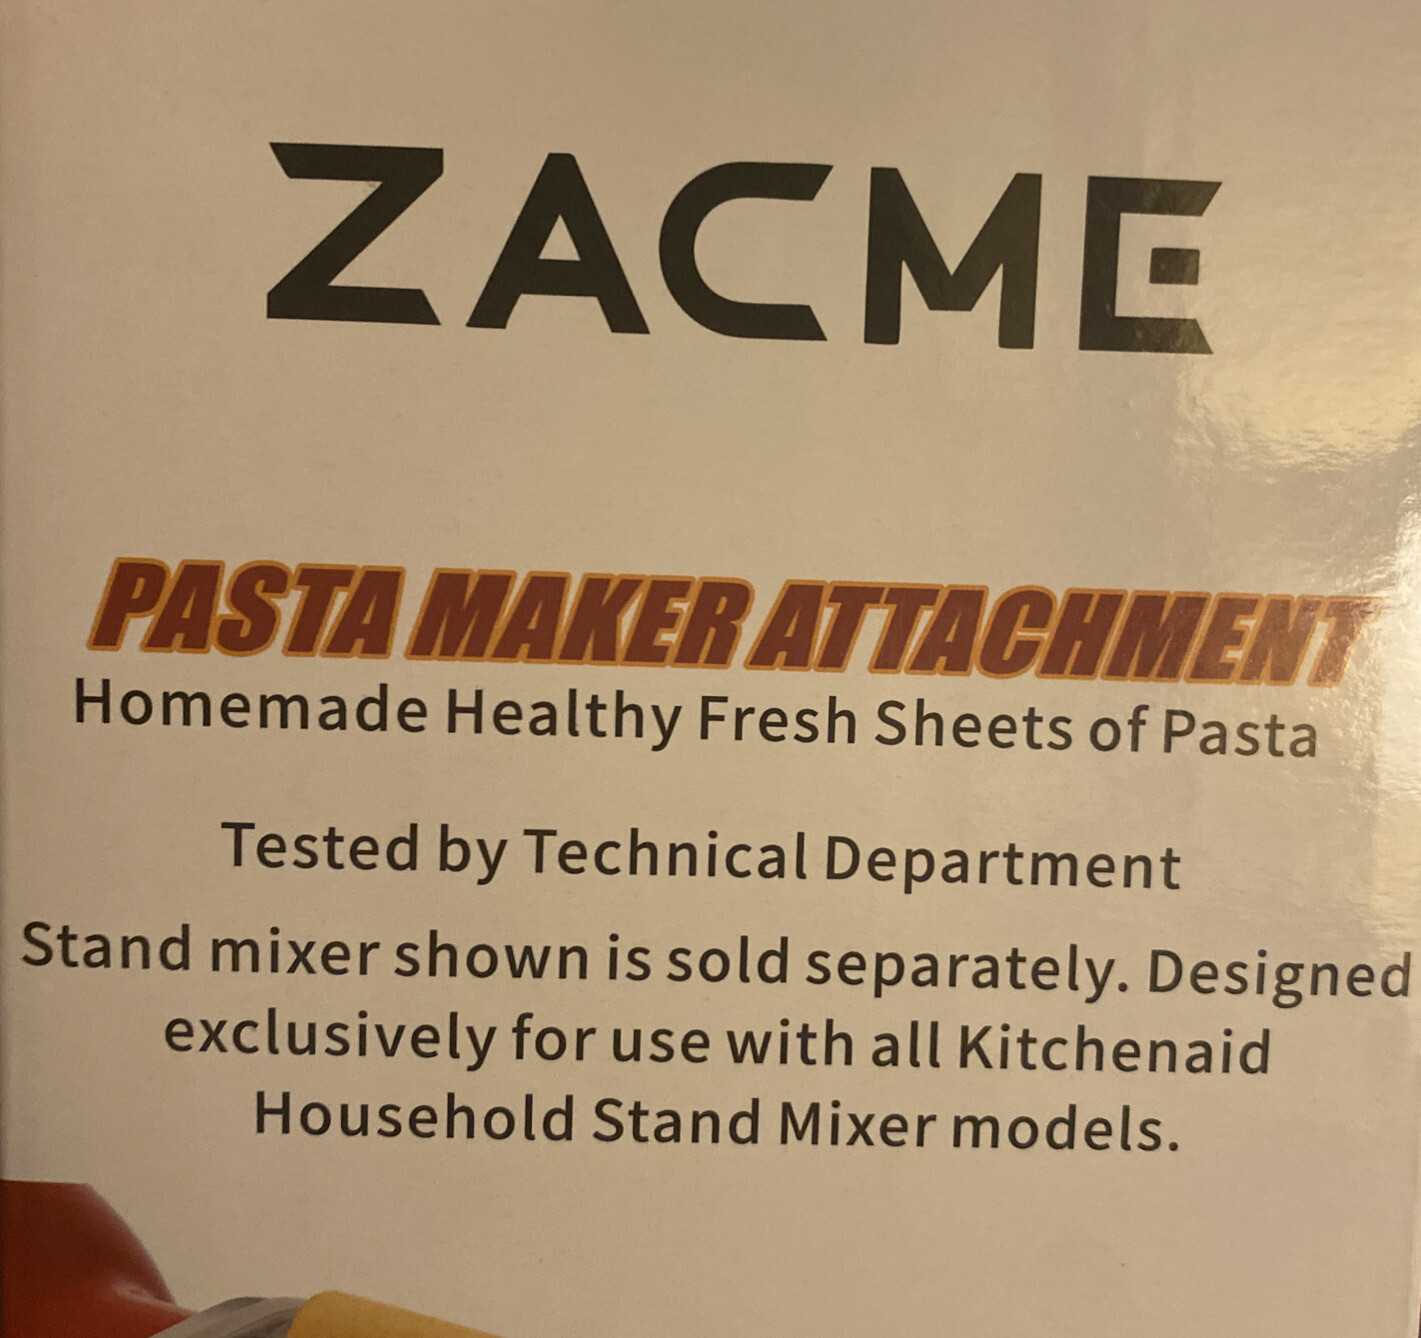 ZACME
PASTA MAKER ATTACHMENT
Homemade Healthy Fresh Sheets of Pasta
Tested by Technical Department
Stand mixer shown is sold separately. Designed
exclusively for use with all Kitchenaid
Household Stand Mixer models.